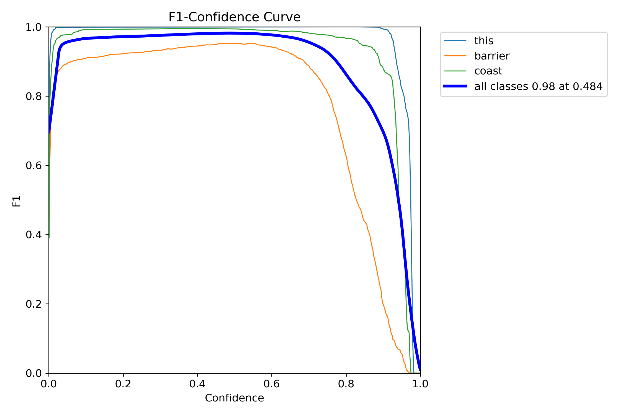 F1-Confidence Curve
this
barrier
coast
all classes 0.98 at 0.484
1.0
0.8
0.6
0.4
0.2
0.0
F1
0.0 0.2 0.4 0.6 0.8 1.0
Confidence